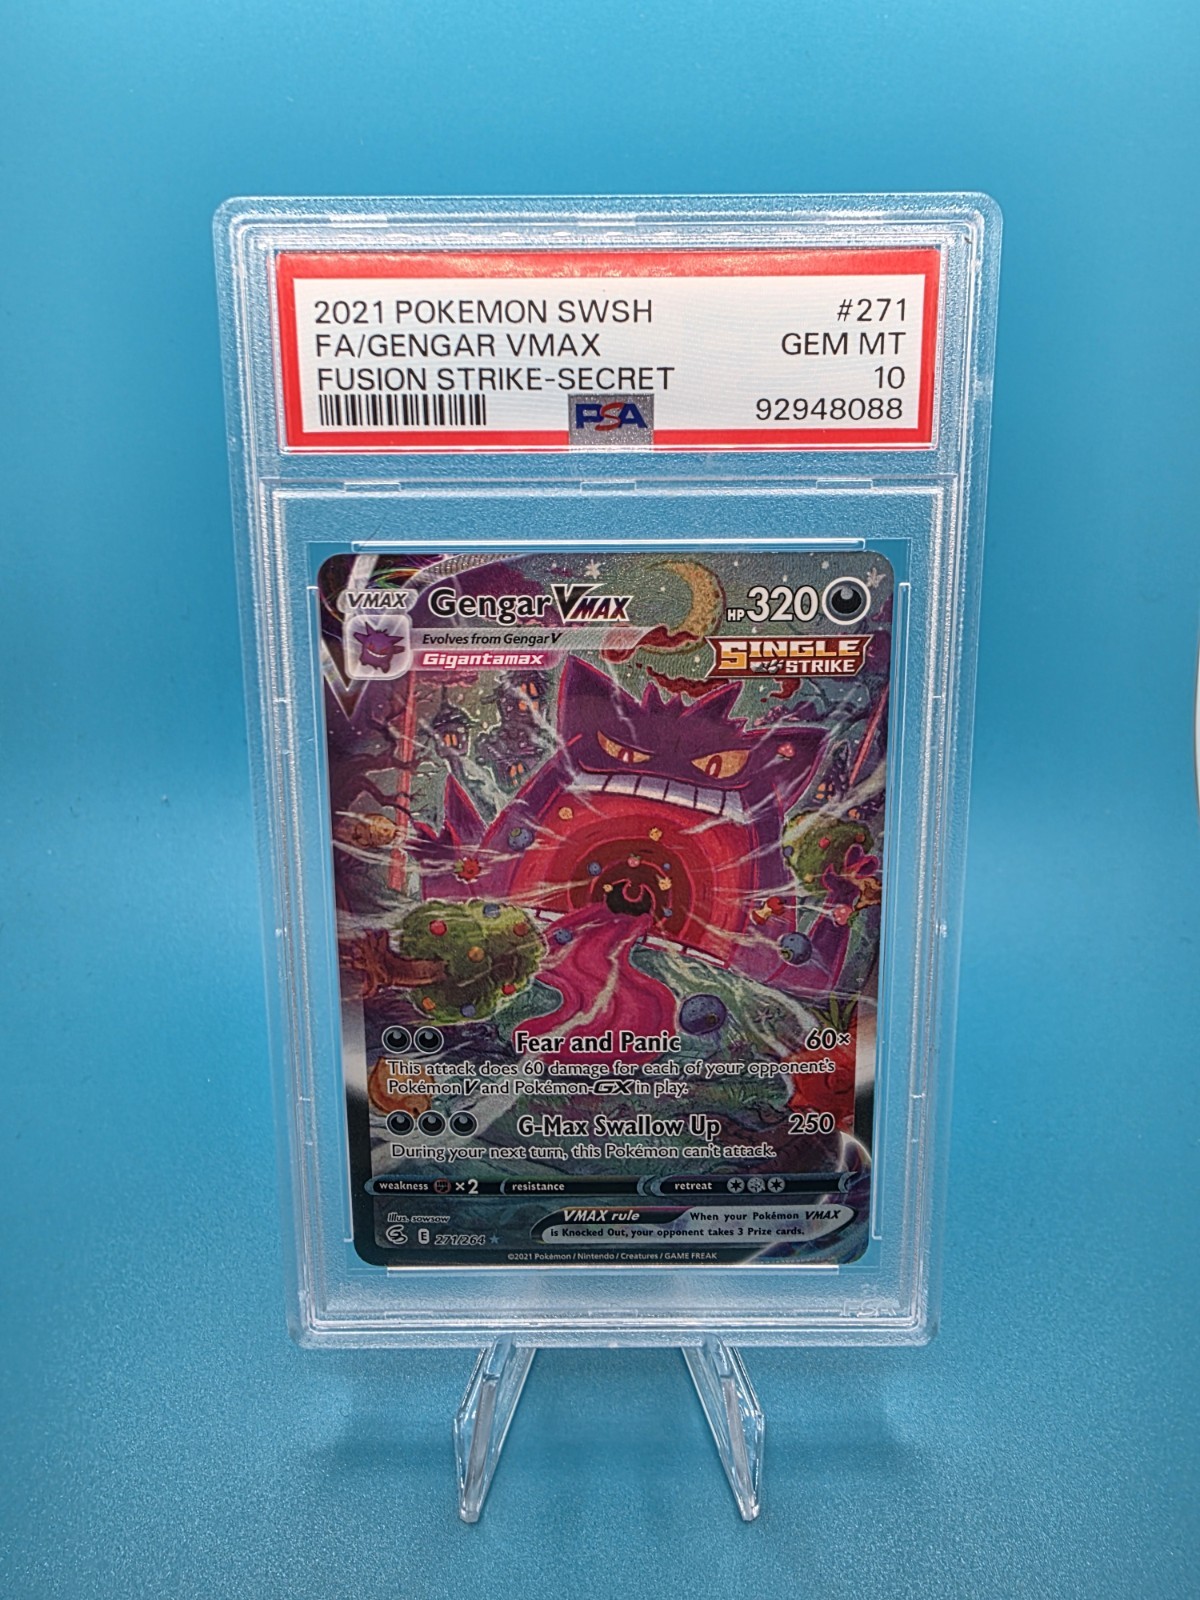 2021 POKEMON SWSH #271
FA/GENGAR VMAX GEM MT
FUSION STRIKE-SECRET 10
PSA 92948088
VMAX Gengar VMAX HP 320
Evolves from Gengar V
Gigantamax
SINGLE
STRIKE
Fear and Panic 60×
This attack does 60 damage for each of your opponent's
Pokémon V and Pokémon-GX in play.
G-Max Swallow Up 250
During your next turn, this Pokémon can't attack.
weakness ×2 resistance retreat
Illus. sowsow
VMAX rule When your Pokémon VMAX
is Knocked Out, your opponent takes 3 Prize cards.
E 271/264
©2021 Pokémon / Nintendo / Creatures / GAME FREAK
PSA